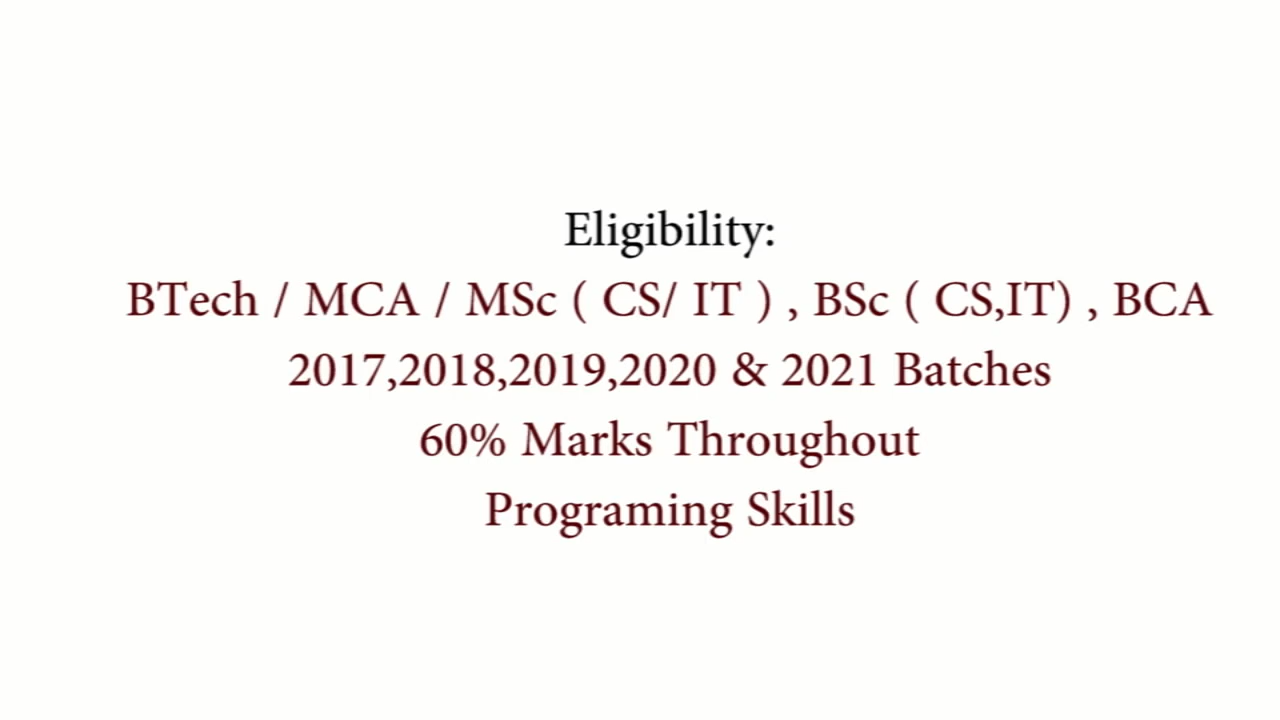 Eligibility:
BTech / MCA / MSc ( CS/ IT ) , BSc ( CS,IT) , BCA
2017,2018,2019,2020 & 2021 Batches
60% Marks Throughout
Programing Skills